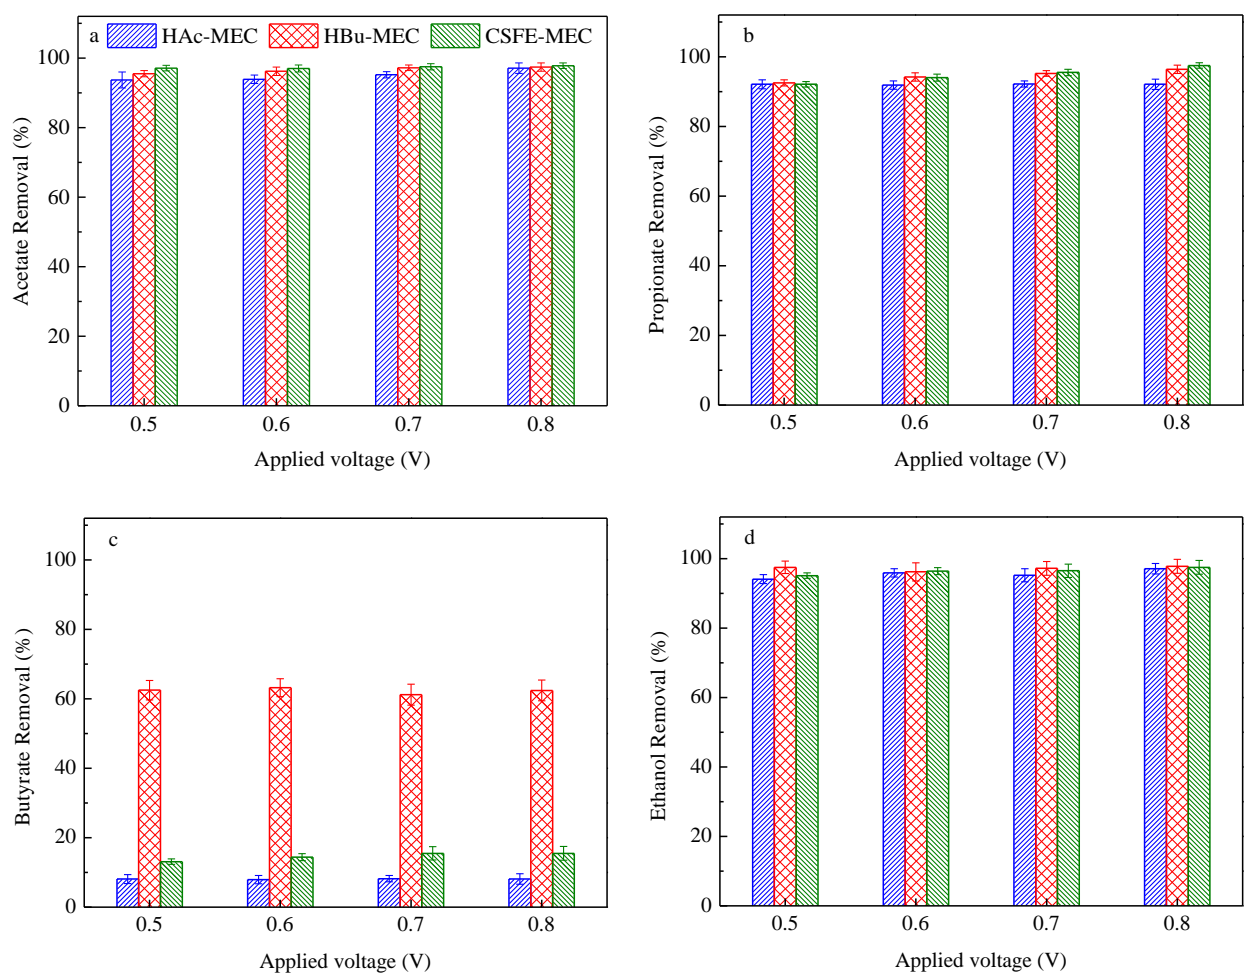 a HAc-MEC HBu-MEC CSFE-MEC
100
80
60
40
20
0
Acetate Removal (%)
0.5 0.6 0.7 0.8
Applied voltage (V)
b
100
80
60
40
20
0
Propionate Removal (%)
0.5 0.6 0.7 0.8
Applied voltage (V)
c
100
80
60
40
20
0
Butyrate Removal (%)
0.5 0.6 0.7 0.8
Applied voltage (V)
d
100
80
60
40
20
0
Ethanol Removal (%)
0.5 0.6 0.7 0.8
Applied voltage (V)